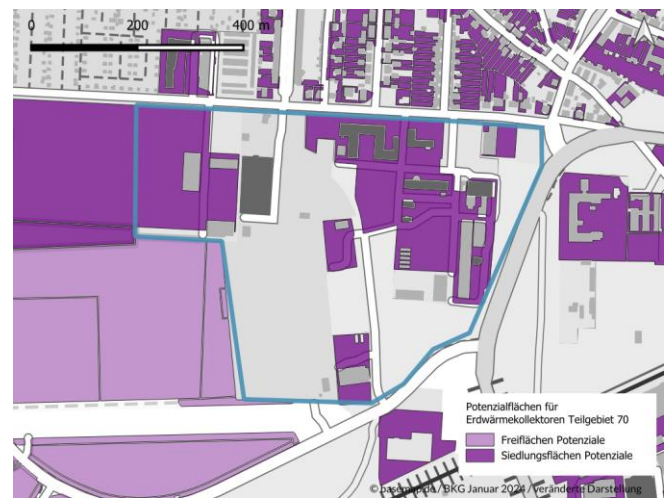 0 200 400 m
Potenzialflächen für
Erdwärmekollektoren Teilgebiet 70
Freiflächen Potenziale
Siedlungsflächen Potenziale
© basemap.de / BKG Januar 2024 / veränderte Darstellung